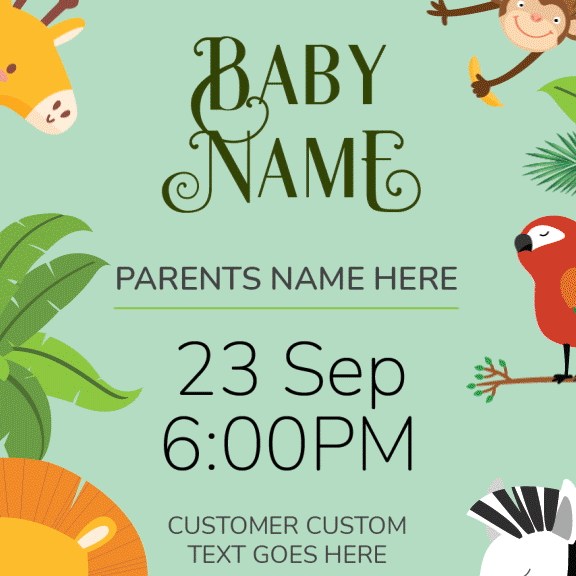 BABY
NAME
PARENTS NAME HERE
23 Sep
6:00PM
CUSTOMER CUSTOM
TEXT GOES HERE